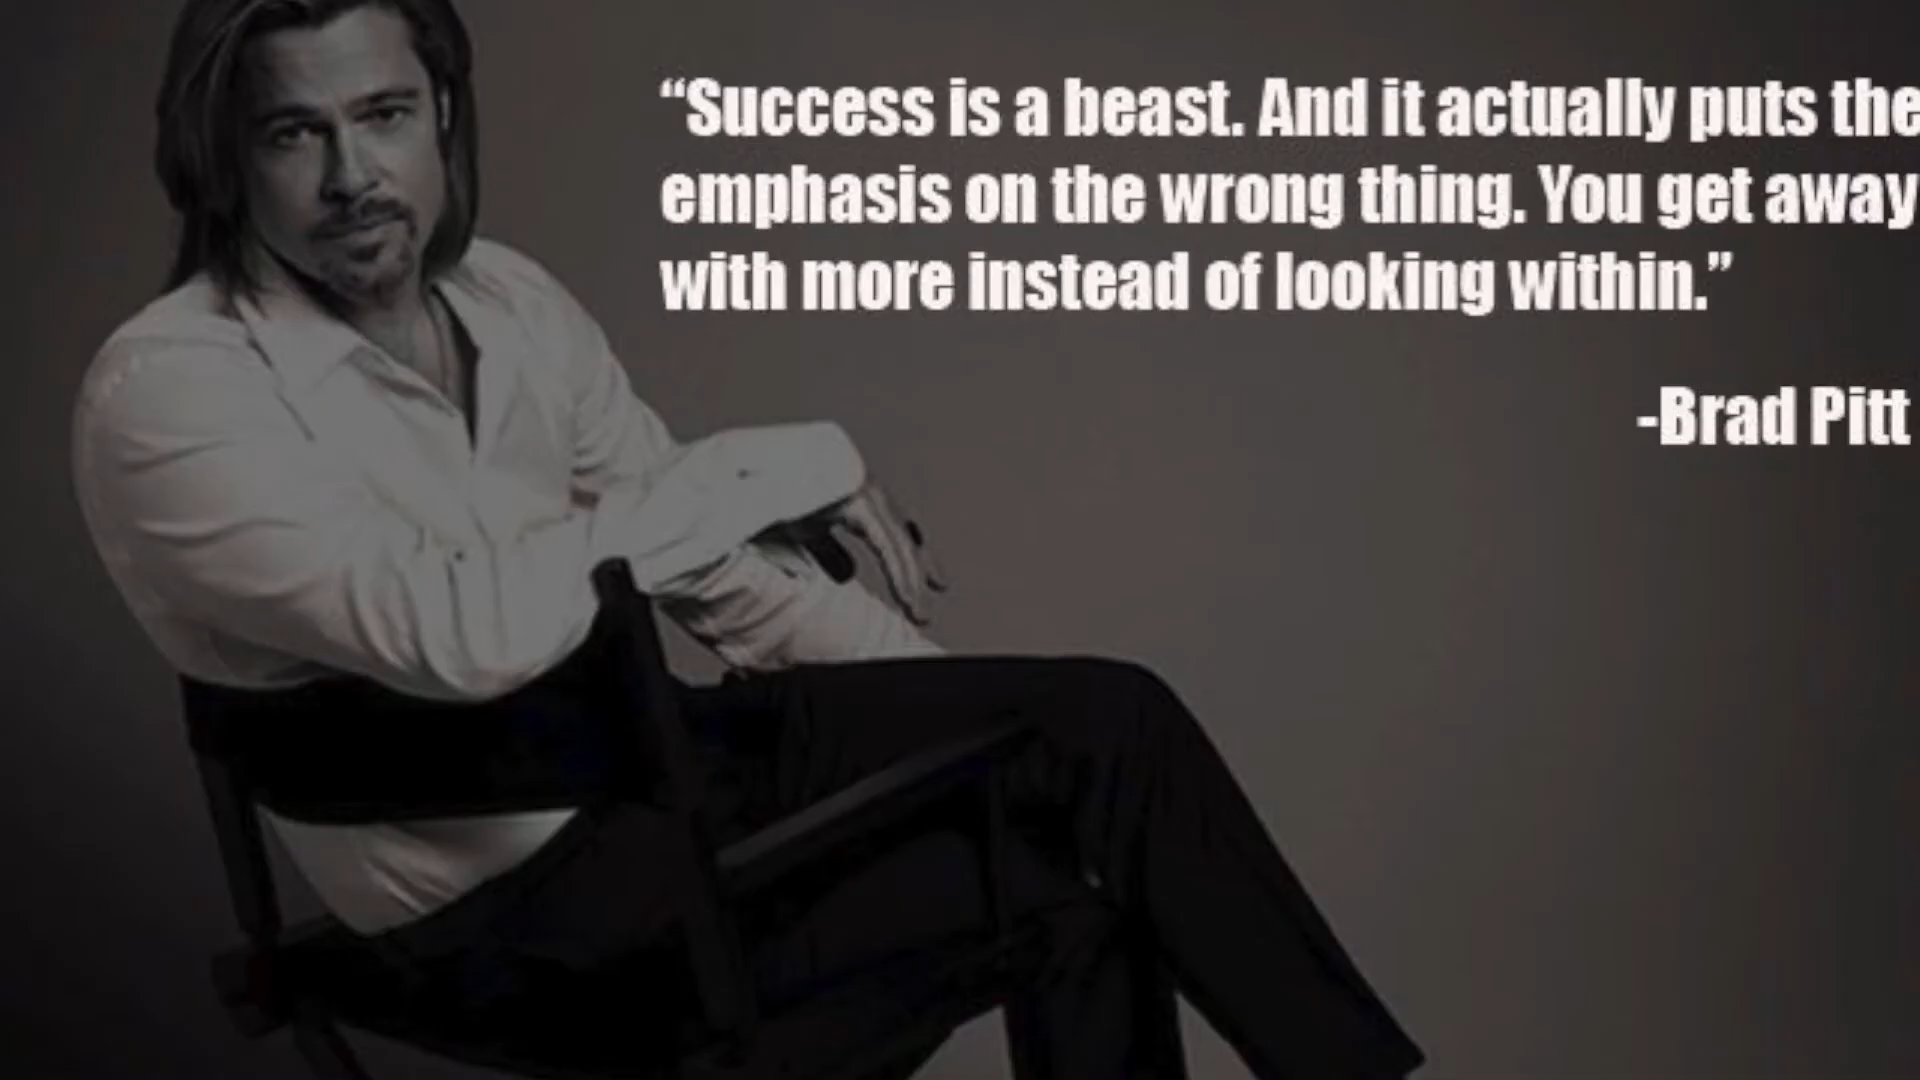 “Success is a beast. And it actually puts the
emphasis on the wrong thing. You get away
with more instead of looking within.”
-Brad Pitt